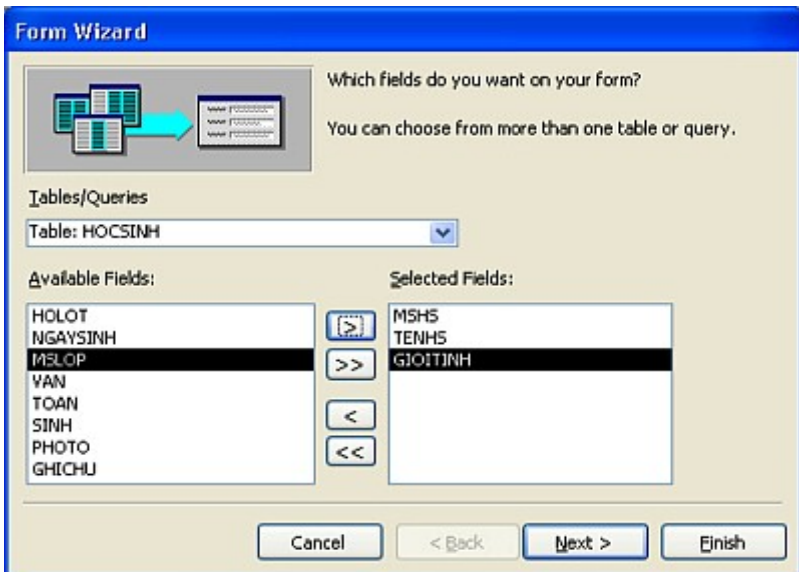 Form Wizard
Which fields do you want on your form?
You can choose from more than one table or query.
Tables/Queries
Table: HOCSINH
Available Fields:
Selected Fields:
HOLOT
NGAYSINH
MSLOP
VAN
TOAN
SINH
PHOTO
GHICHU
>
>>
<
<<
MSHS
TENHS
GIOITINH
Cancel
< Back
Next >
Finish